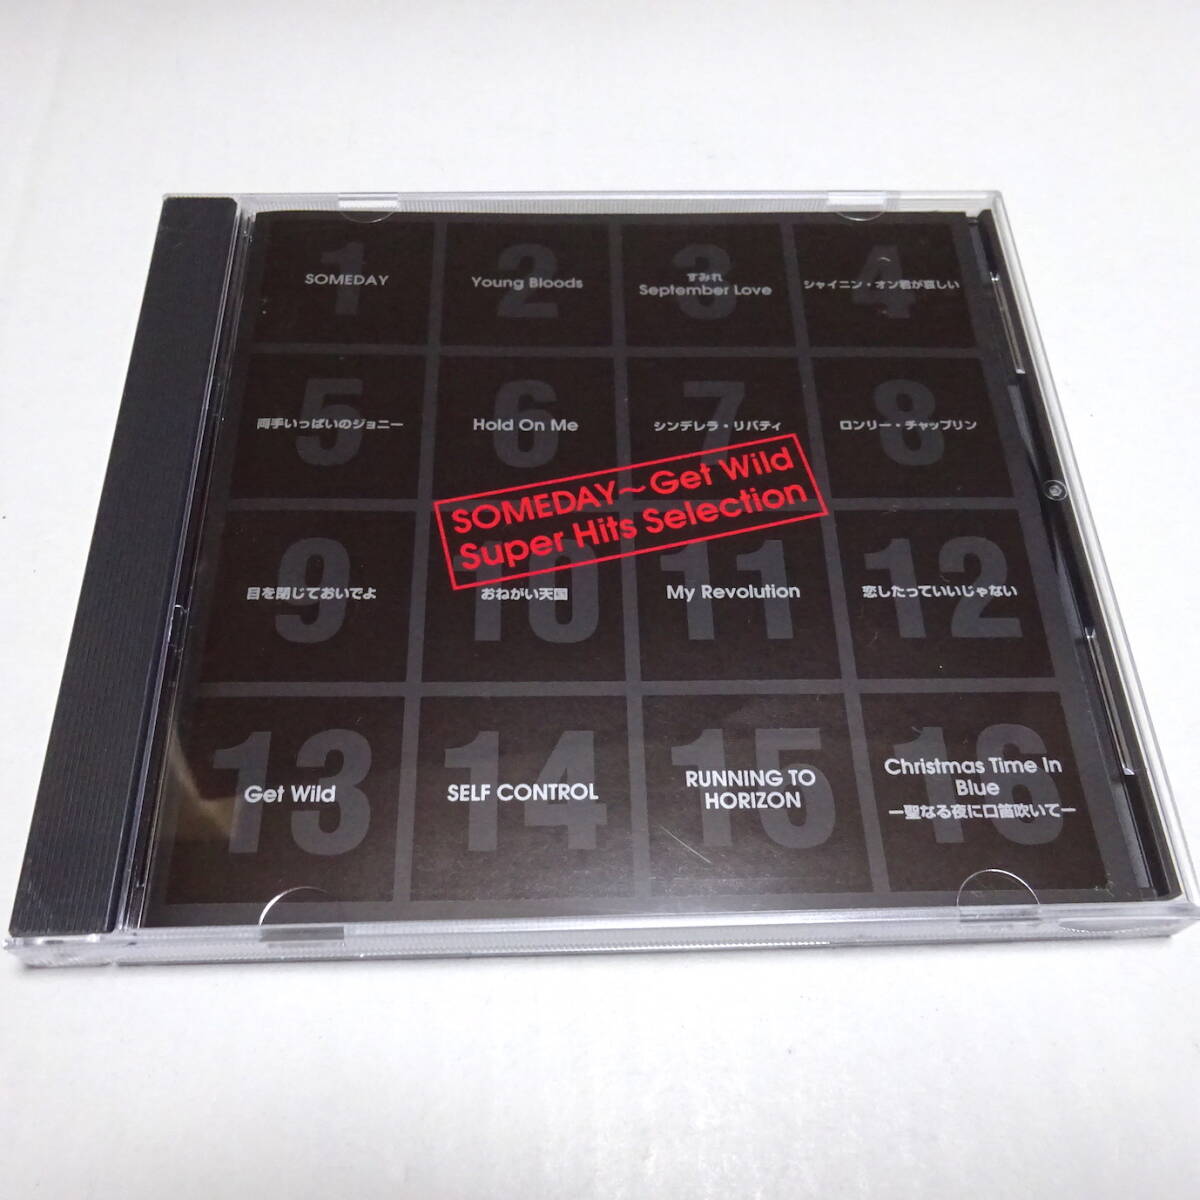 1
SOMEDAY
2
Young Bloods
3
すみれ
September Love
4
シャイニン・オン君が哀しい
5
両手いっぱいのジョニー
6
Hold On Me
7
シンデレラ・リバティ
8
ロンリー・チャップリン
SOMEDAY～Get Wild
Super Hits Selection
9
目を閉じておいでよ
10
おねがい天国
11
My Revolution
12
恋したっていいじゃない
13
Get Wild
14
SELF CONTROL
15
RUNNING TO
HORIZON
16
Christmas Time In
Blue
―聖なる夜に口笛吹いて―